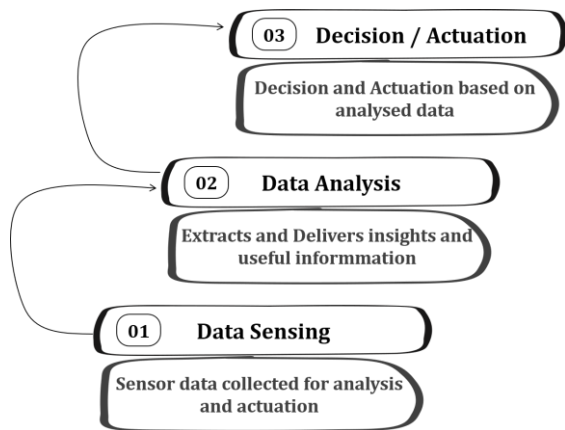 03 Decision / Actuation
Decision and Actuation based on
analysed data
02 Data Analysis
Extracts and Delivers insights and
useful informmation
01 Data Sensing
Sensor data collected for analysis
and actuation